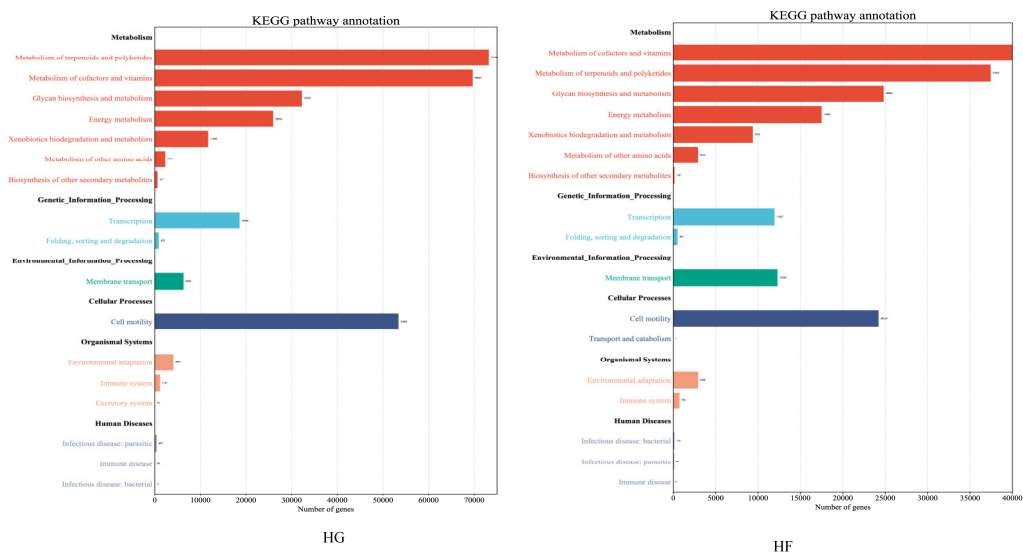 KEGG pathway annotation
Metabolism
Metabolism of terpenoids and polyketides
Metabolism of cofactors and vitamins
Glycan biosynthesis and metabolism
Energy metabolism
Xenobiotics biodegradation and metabolism
Metabolism of other amino acids
Biosynthesis of other secondary metabolites
Genetic_Information_Processing
Transcription
Folding, sorting and degradation
Environmental_Information_Processing
Membrane transport
Cellular Processes
Cell motility
Organismal Systems
Environmental adaptation
Immune system
Excretory system
Human Diseases
Infectious disease: parasitic
Immune disease
Infectious disease: bacterial
0 10000 20000 30000 40000 50000 60000 70000
Number of genes
HG
KEGG pathway annotation
Metabolism
Metabolism of cofactors and vitamins
Metabolism of terpenoids and polyketides
Glycan biosynthesis and metabolism
Energy metabolism
Xenobiotics biodegradation and metabolism
Metabolism of other amino acids
Biosynthesis of other secondary metabolites
Genetic_Information_Processing
Transcription
Folding, sorting and degradation
Environmental_Information_Processing
Membrane transport
Cellular Processes
Cell motility
Transport and catabolism
Organismal Systems
Environmental adaptation
Immune system
Human Diseases
Infectious disease: bacterial
Infectious disease: parasitic
Immune disease
0 5000 10000 15000 20000 25000 30000 35000 40000
Number of genes
HF